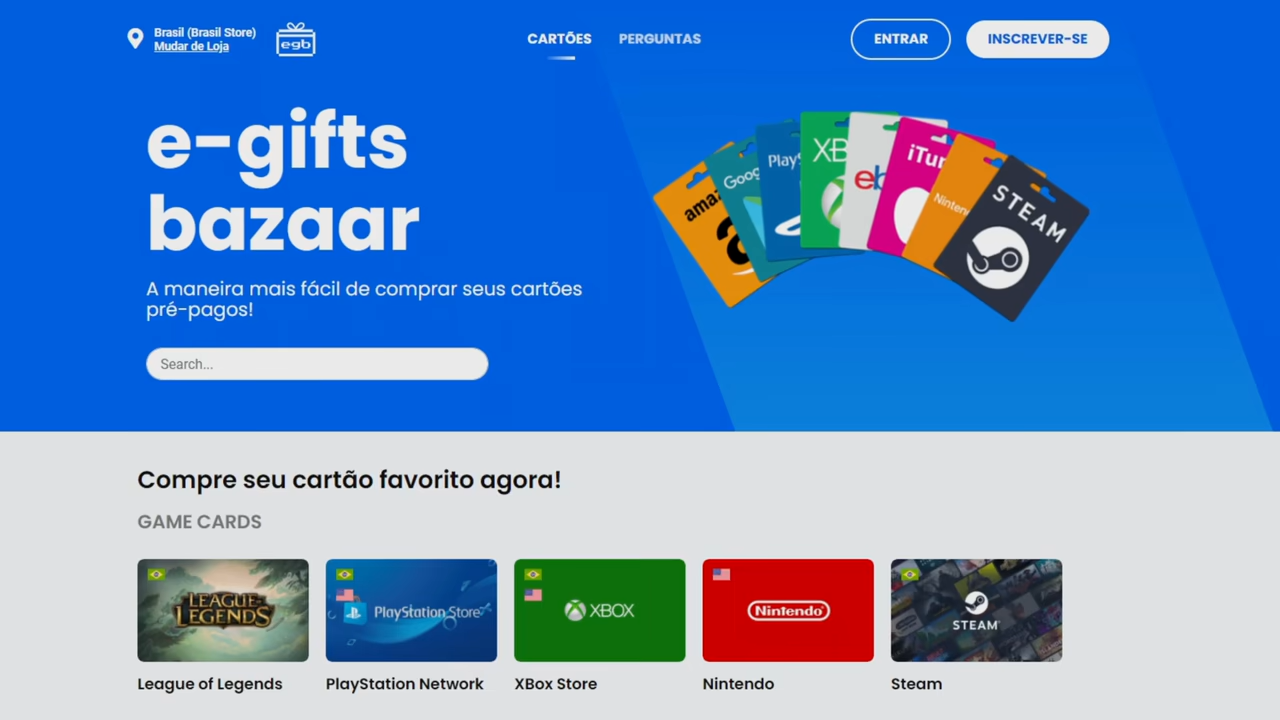 Brasil (Brasil Store)
Mudar de Loja
egb
CARTÕES
PERGUNTAS
ENTRAR
INSCREVER-SE
e-gifts
bazaar
A maneira mais fácil de comprar seus cartões
pré-pagos!
Search...
STEAM
Compre seu cartão favorito agora!
GAME CARDS
LEAGUE OF LEGENDS
PlayStation Store
XBOX
Nintendo
STEAM
League of Legends
PlayStation Network
XBox Store
Nintendo
Steam